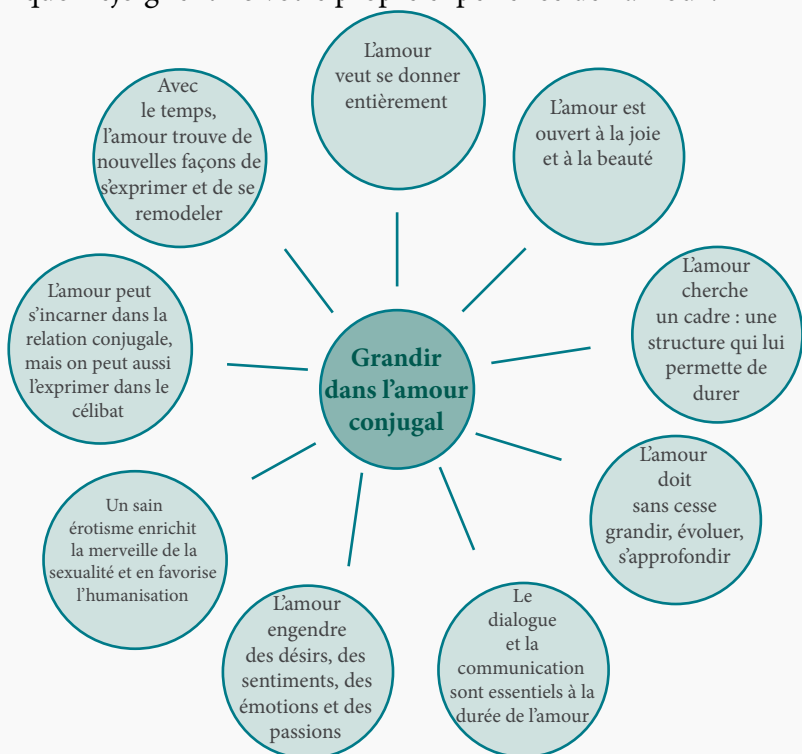 L'amour
veut se donner
entièrement
L'amour est
ouvert à la joie
et à la beauté
L'amour
cherche
un cadre : une
structure qui lui
permette de
durer
L'amour
doit
sans cesse
grandir, évoluer,
s'approfondir
Le
dialogue
et la
communication
sont essentiels à la
durée de l'amour
L'amour
engendre
des désirs, des
sentiments, des
émotions et des
passions
Un sain
érotisme enrichit
la merveille de la
sexualité et en favorise
l'humanisation
L'amour peut
s'incarner dans la
relation conjugale,
mais on peut aussi
l'exprimer dans le
célibat
Avec
le temps,
l'amour trouve de
nouvelles façons de
s'exprimer et de se
remodeler
Grandir
dans l'amour
conjugal